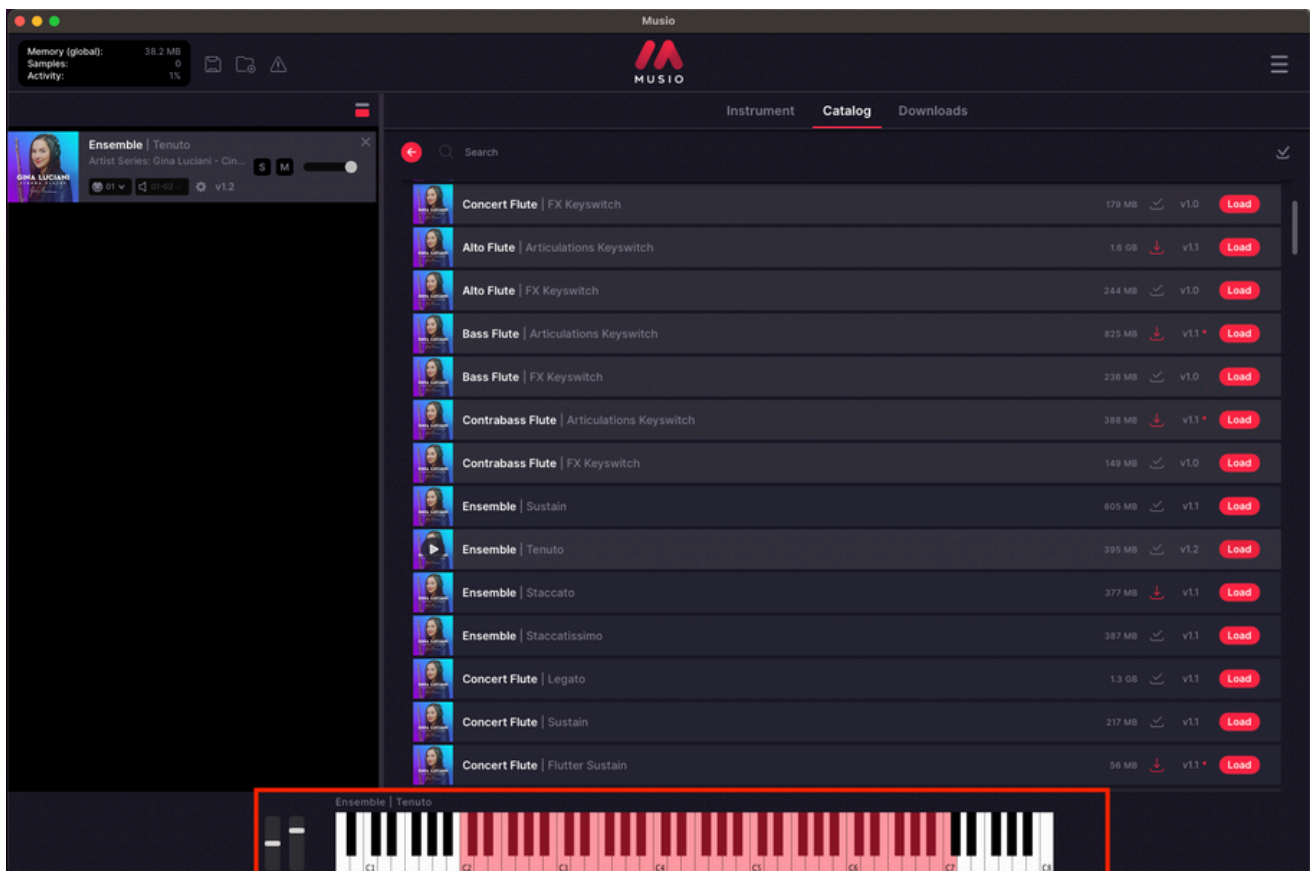 Musio
Memory (global): 38.2 MB
Samples: 0
Activity: 1%
MUSIO
Instrument Catalog Downloads
Ensemble | Tenuto
Artist Series: Gina Luciani - Cin...
S M
01 01-02 v1.2
GINA LUCIANI
Search
Concert Flute | FX Keyswitch 179 MB v1.0 Load
Alto Flute | Articulations Keyswitch 1.6 GB v1.1 Load
Alto Flute | FX Keyswitch 244 MB v1.0 Load
Bass Flute | Articulations Keyswitch 825 MB v1.1 * Load
Bass Flute | FX Keyswitch 236 MB v1.0 Load
Contrabass Flute | Articulations Keyswitch 388 MB v1.1 * Load
Contrabass Flute | FX Keyswitch 149 MB v1.0 Load
Ensemble | Sustain 805 MB v1.1 Load
Ensemble | Tenuto 395 MB v1.2 Load
Ensemble | Staccato 377 MB v1.1 Load
Ensemble | Staccatissimo 387 MB v1.1 Load
Concert Flute | Legato 1.3 GB v1.1 Load
Concert Flute | Sustain 217 MB v1.1 Load
Concert Flute | Flutter Sustain 56 MB v1.1 * Load
Ensemble | Tenuto
C1 C2 C3 C4 C5 C6 C7 C8